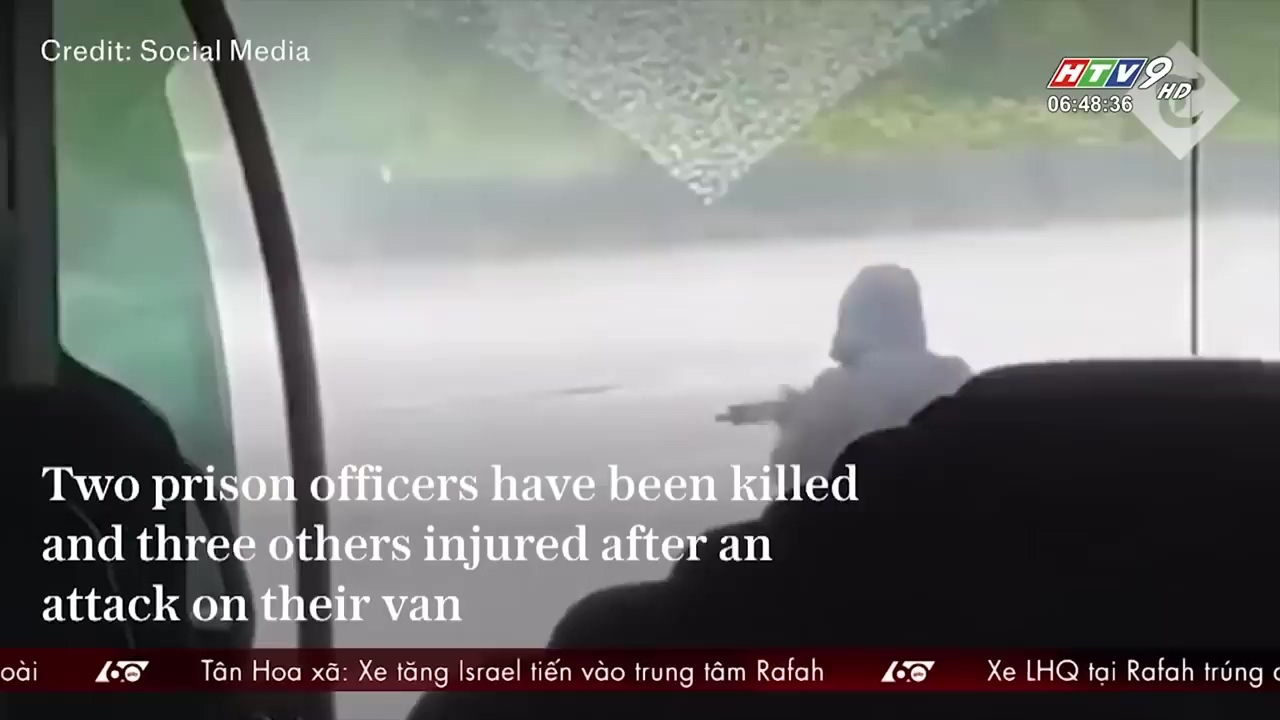 Credit: Social Media
HTV9 HD
06:48:36
Two prison officers have been killed
and three others injured after an
attack on their van
oài 60 Tân Hoa xã: Xe tăng Israel tiến vào trung tâm Rafah 60 Xe LHQ tại Rafah trúng